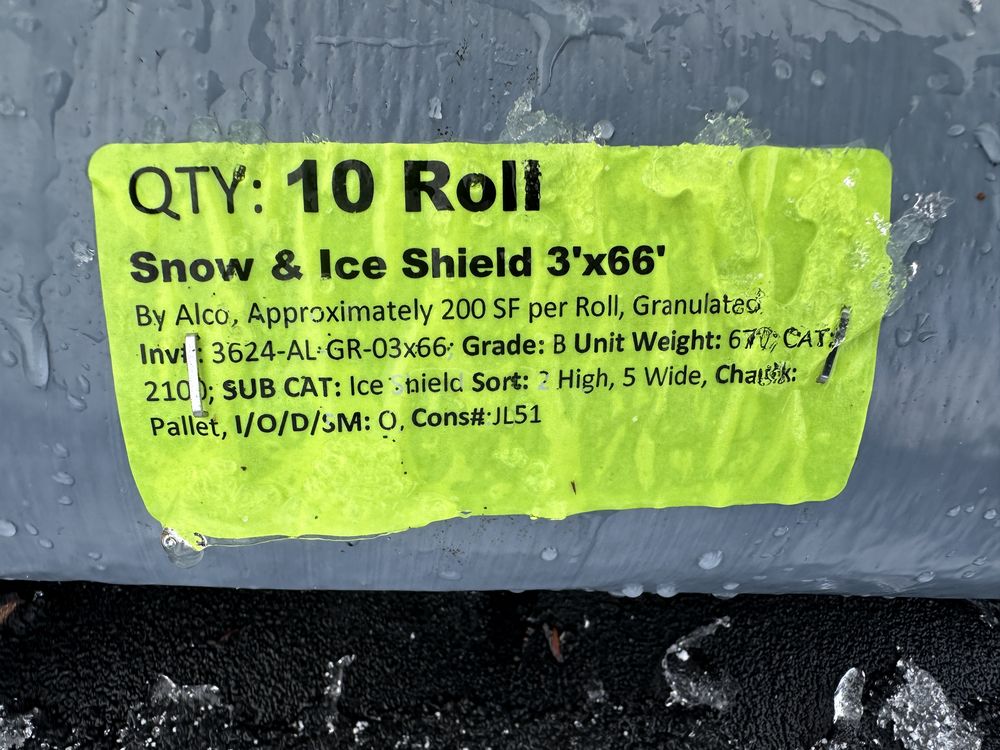 QTY: 10 Roll
Snow & Ice Shield 3'x66'
By Alco, Approximately 200 SF per Roll, Granulated
Inv#: 3624-AL-GR-03x66; Grade: B Unit Weight: 670; CAT:
2100; SUB CAT: Ice Shield Sort: 2 High, 5 Wide,
Pallet, I/O/D/SM: O, Cons#:JL51